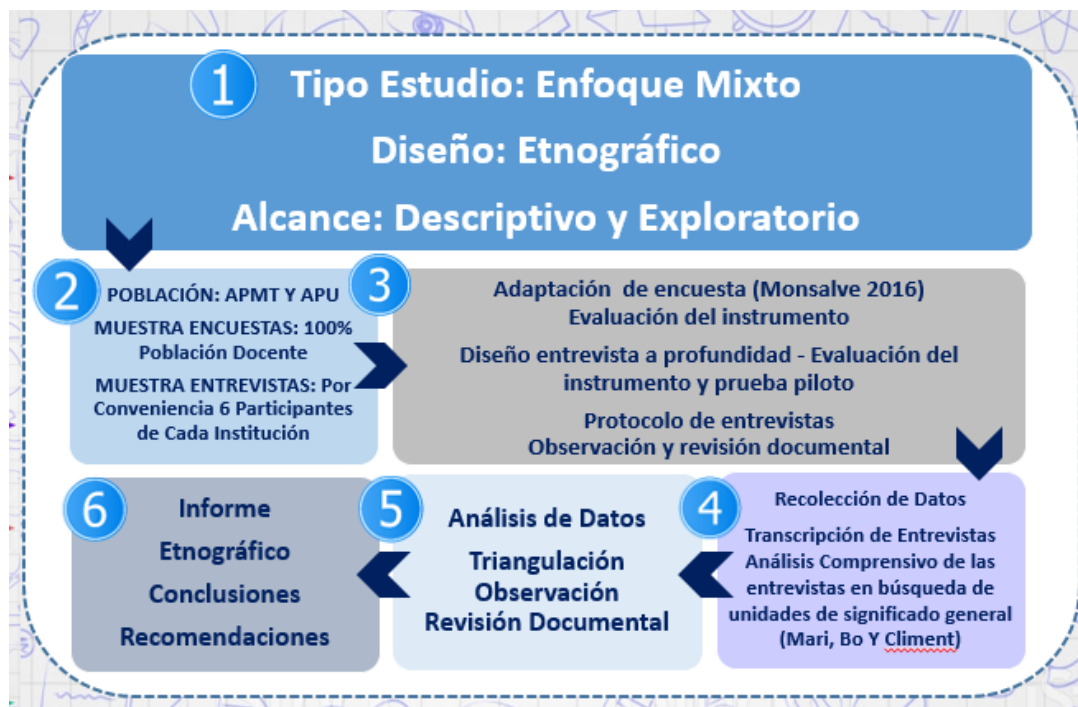 1
Tipo Estudio: Enfoque Mixto
Diseño: Etnográfico
Alcance: Descriptivo y Exploratorio
2
POBLACIÓN: APMT Y APU
MUESTRA ENCUESTAS: 100%
Población Docente
MUESTRA ENTREVISTAS: Por
Conveniencia 6 Participantes
de Cada Institución
3
Adaptación de encuesta (Monsalve 2016)
Evaluación del instrumento
Diseño entrevista a profundidad - Evaluación del
instrumento y prueba piloto
Protocolo de entrevistas
Observación y revisión documental
4
Recolección de Datos
Transcripción de Entrevistas
Análisis Comprensivo de las
entrevistas en búsqueda de
unidades de significado general
(Mari, Bo Y Climent)
5
Análisis de Datos
Triangulación
Observación
Revisión Documental
6
Informe
Etnográfico
Conclusiones
Recomendaciones